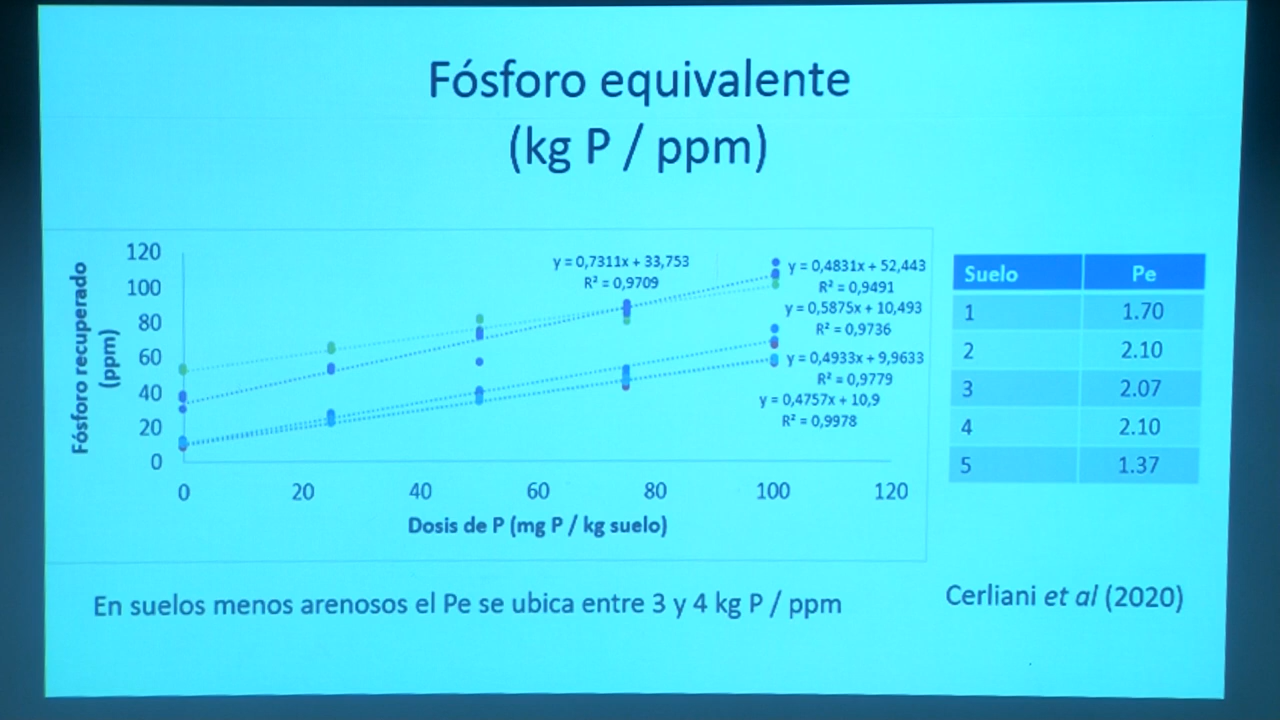 Fósforo equivalente
(kg P / ppm)
Fósforo recuperado
(ppm)
120
100
80
60
40
20
0
0 20 40 60 80 100 120
Dosis de P (mg P / kg suelo)
y = 0,7311x + 33,753
R² = 0,9709
y = 0,4831x + 52,443
R² = 0,9491
y = 0,5875x + 10,493
R² = 0,9736
y = 0,4933x + 9,9633
R² = 0,9779
y = 0,4757x + 10,9
R² = 0,9978
Suelo Pe
1 1.70
2 2.10
3 2.07
4 2.10
5 1.37
En suelos menos arenosos el Pe se ubica entre 3 y 4 kg P / ppm
Cerliani et al (2020)